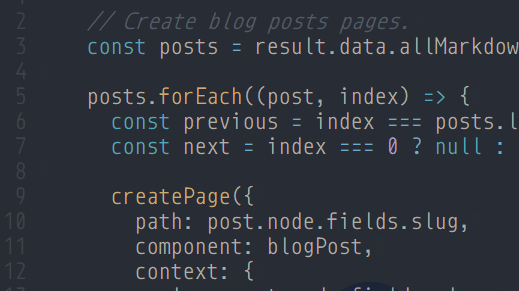 2 // Create blog posts pages.
3 const posts = result.data.allMarkdow
4
5 posts.forEach((post, index) => {
6 const previous = index === posts.l
7 const next = index === 0 ? null :
8
9 createPage({
10 path: post.node.fields.slug,
11 component: blogPost,
12 context: {